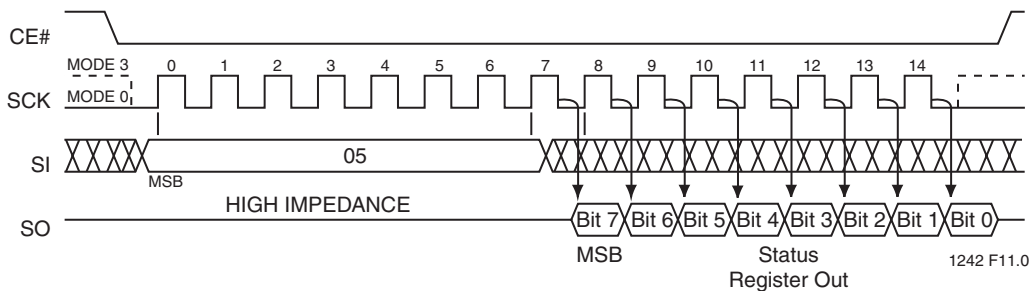 CE#
MODE 3
0 1 2 3 4 5 6 7 8 9 10 11 12 13 14
SCK
MODE 0
SI
05
MSB
HIGH IMPEDANCE
SO
Bit 7 Bit 6 Bit 5 Bit 4 Bit 3 Bit 2 Bit 1 Bit 0
MSB
Status
Register Out
1242 F11.0